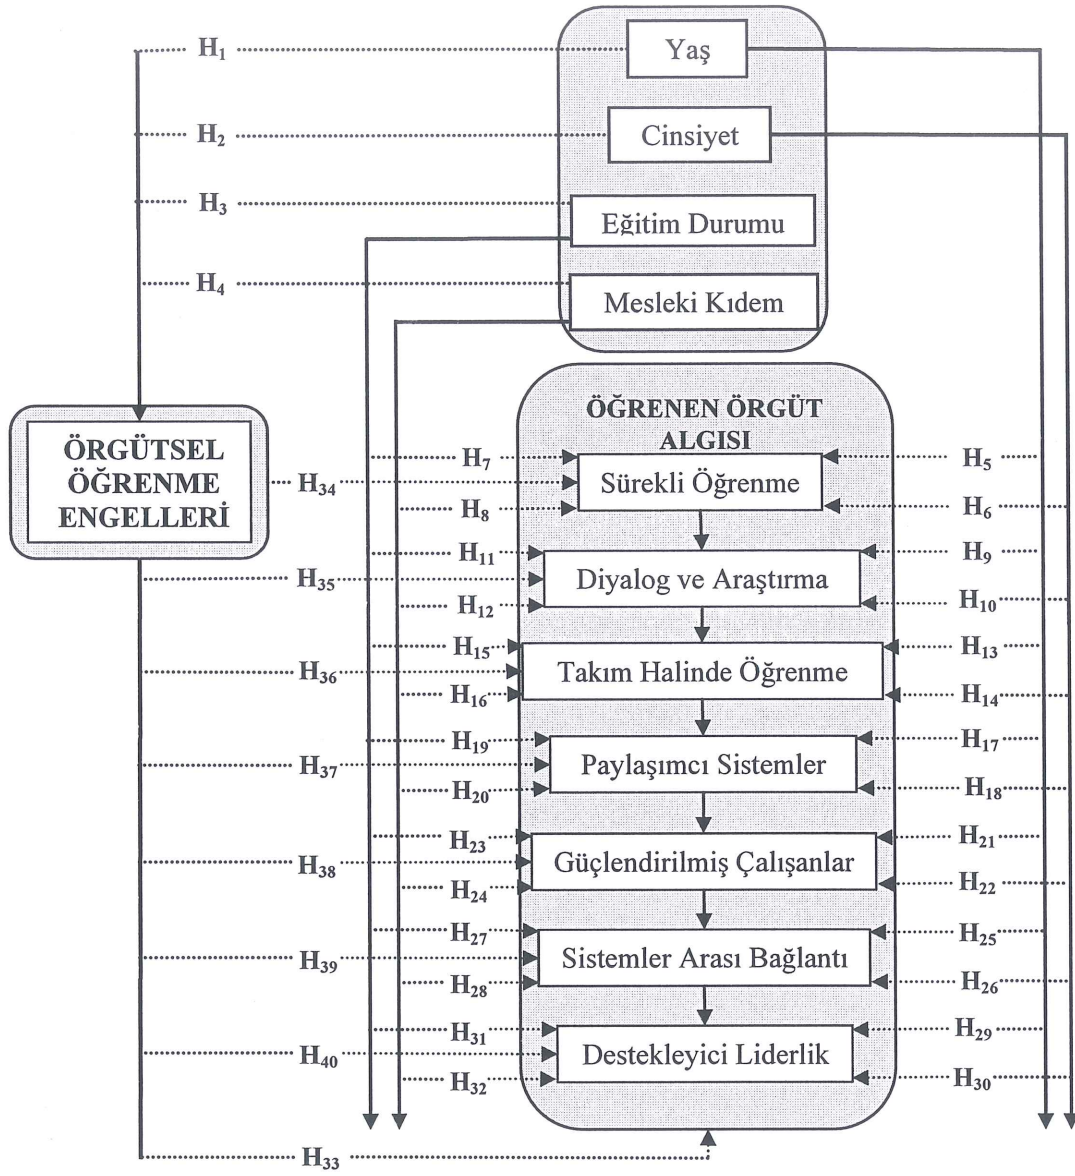 H1
Yaş
H2
Cinsiyet
H3
Eğitim Durumu
H4
Mesleki Kıdem
ÖĞRENEN ÖRGÜT
ALGISI
ÖRGÜTSEL
ÖĞRENME
ENGELLERİ
H7
H5
H34
Sürekli Öğrenme
H8
H6
H11
H9
H35
Diyalog ve Araştırma
H12
H10
H15
H13
H36
Takım Halinde Öğrenme
H16
H14
H19
H17
H37
Paylaşımcı Sistemler
H20
H18
H23
H21
H38
Güçlendirilmiş Çalışanlar
H24
H22
H27
H25
H39
Sistemler Arası Bağlantı
H28
H26
H31
H29
H40
Destekleyici Liderlik
H32
H30
H33